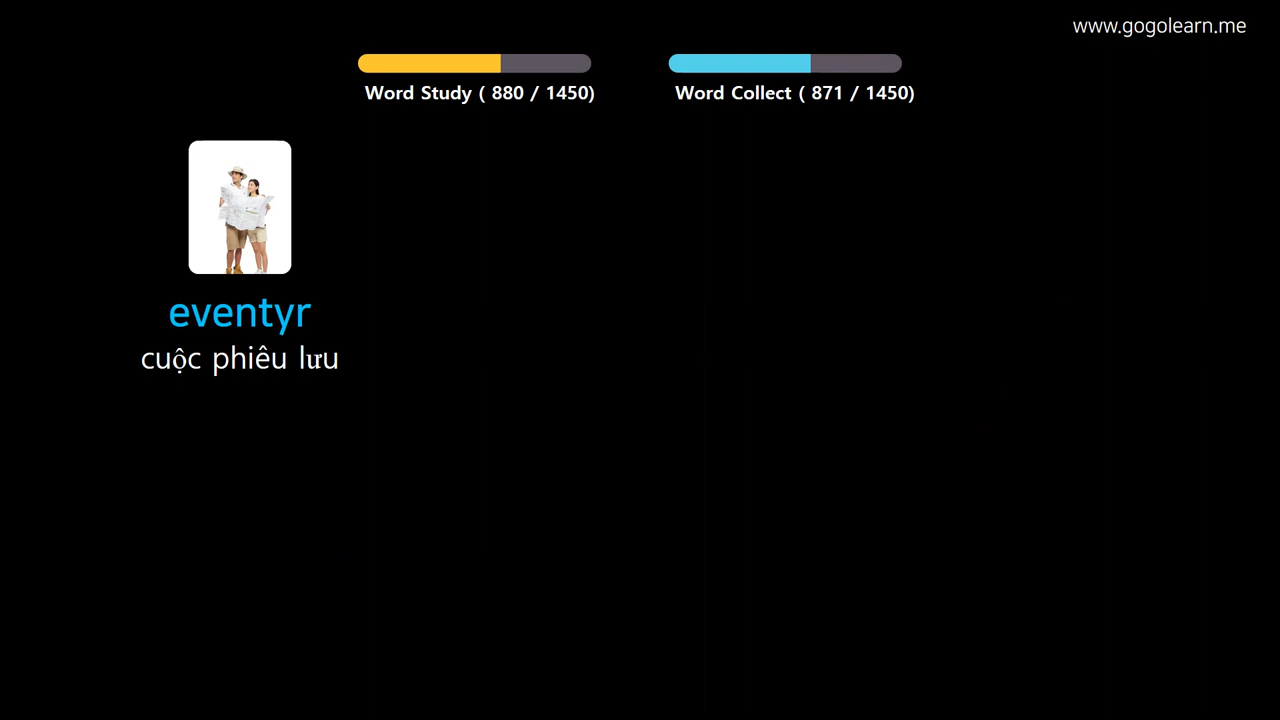 www.gogolearn.me
Word Study ( 880 / 1450)
Word Collect ( 871 / 1450)
eventyr
cuộc phiêu lưu